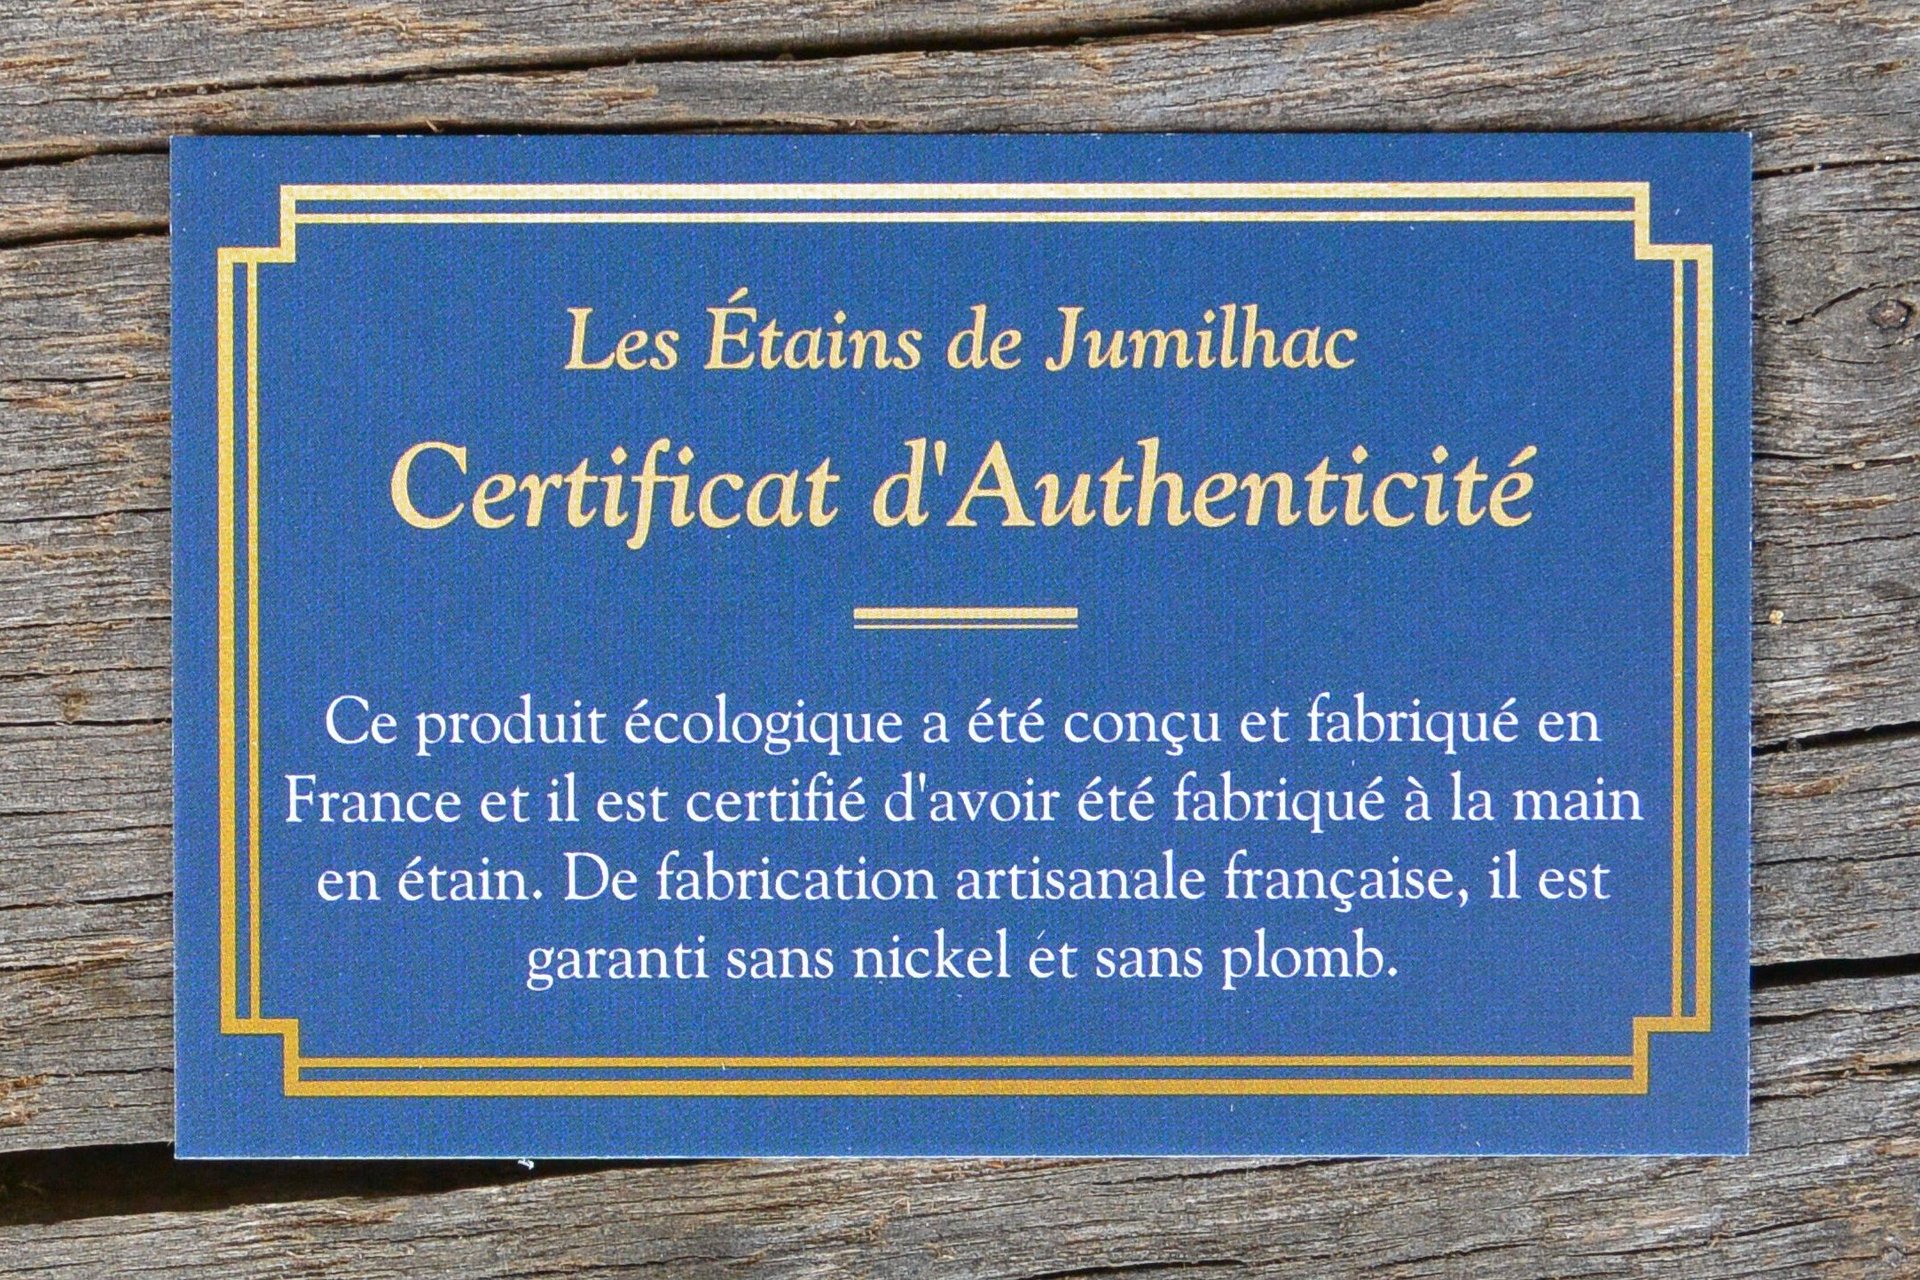 Les Étains de Jumilhac
Certificat d'Authenticité
Ce produit écologique a été conçu et fabriqué en
France et il est certifié d'avoir été fabriqué à la main
en étain. De fabrication artisanale française, il est
garanti sans nickel et sans plomb.